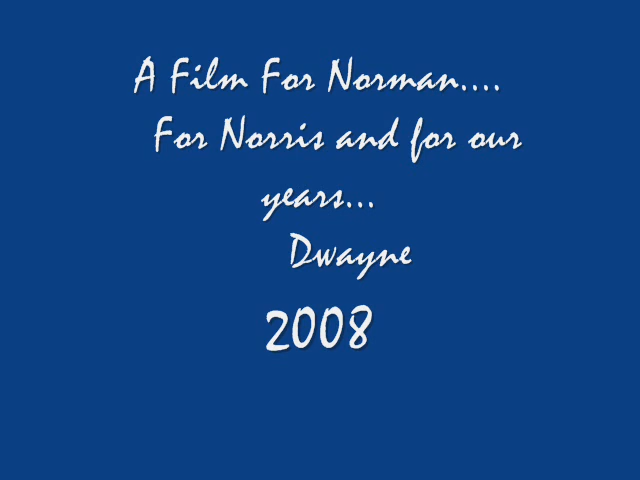 A Film For Norman....
For Norris and for our
years...
Dwayne
2008